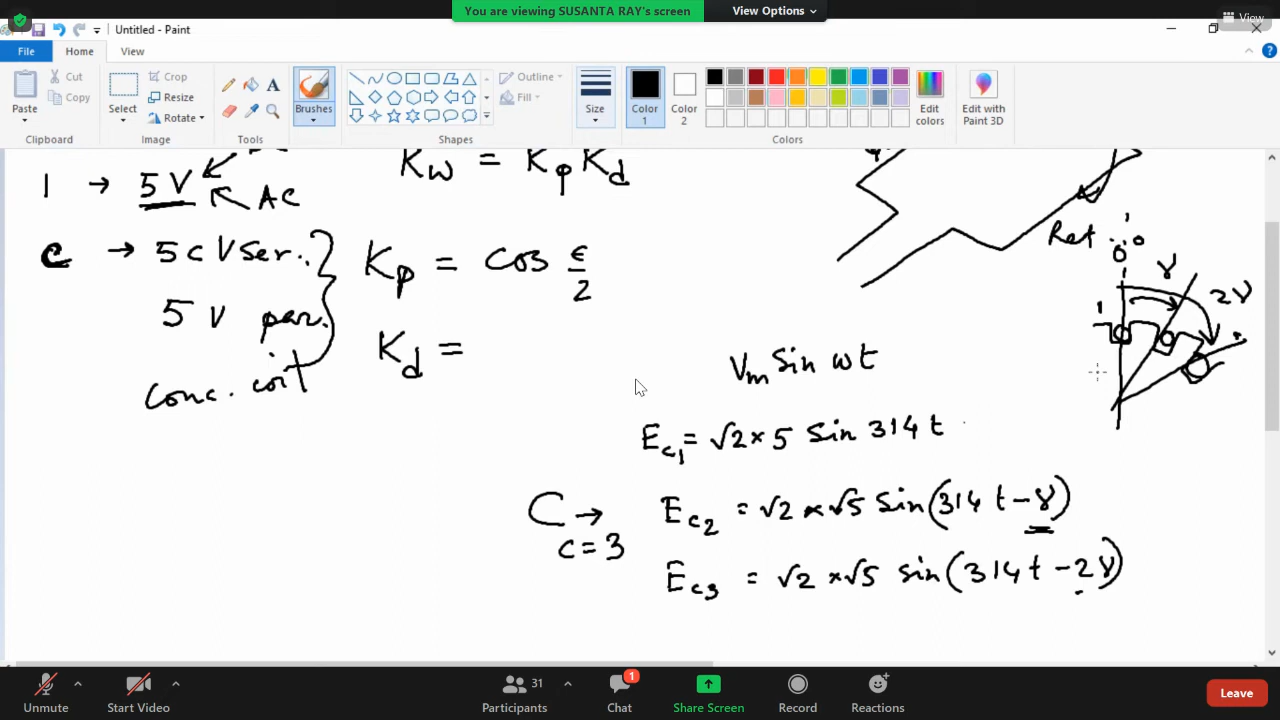 You are viewing SUSANTA RAY's screen
View Options
View
Untitled - Paint
File
Home
View
Paste
Cut
Copy
Clipboard
Select
Crop
Resize
Rotate
Image
Tools
A
Brushes
Outline
Fill
Shapes
Size
Color 1
Color 2
Edit colors
Colors
Edit with Paint 3D
Kw = Kp Kd
1 → 5 V
AC
c → 5 c V Ser.
5 V par.
conc. coil
Kp = cos ε/2
Kd =
Vm Sin ωt
Ec1 = √2 × 5 Sin 314 t
C →
c = 3
Ec2 = √2 × √5 Sin (314 t - γ)
Ec3 = √2 × √5 sin (314 t - 2γ)
Ret
γ
2γ
1
Unmute
Start Video
31
Participants
1
Chat
Share Screen
Record
Reactions
Leave